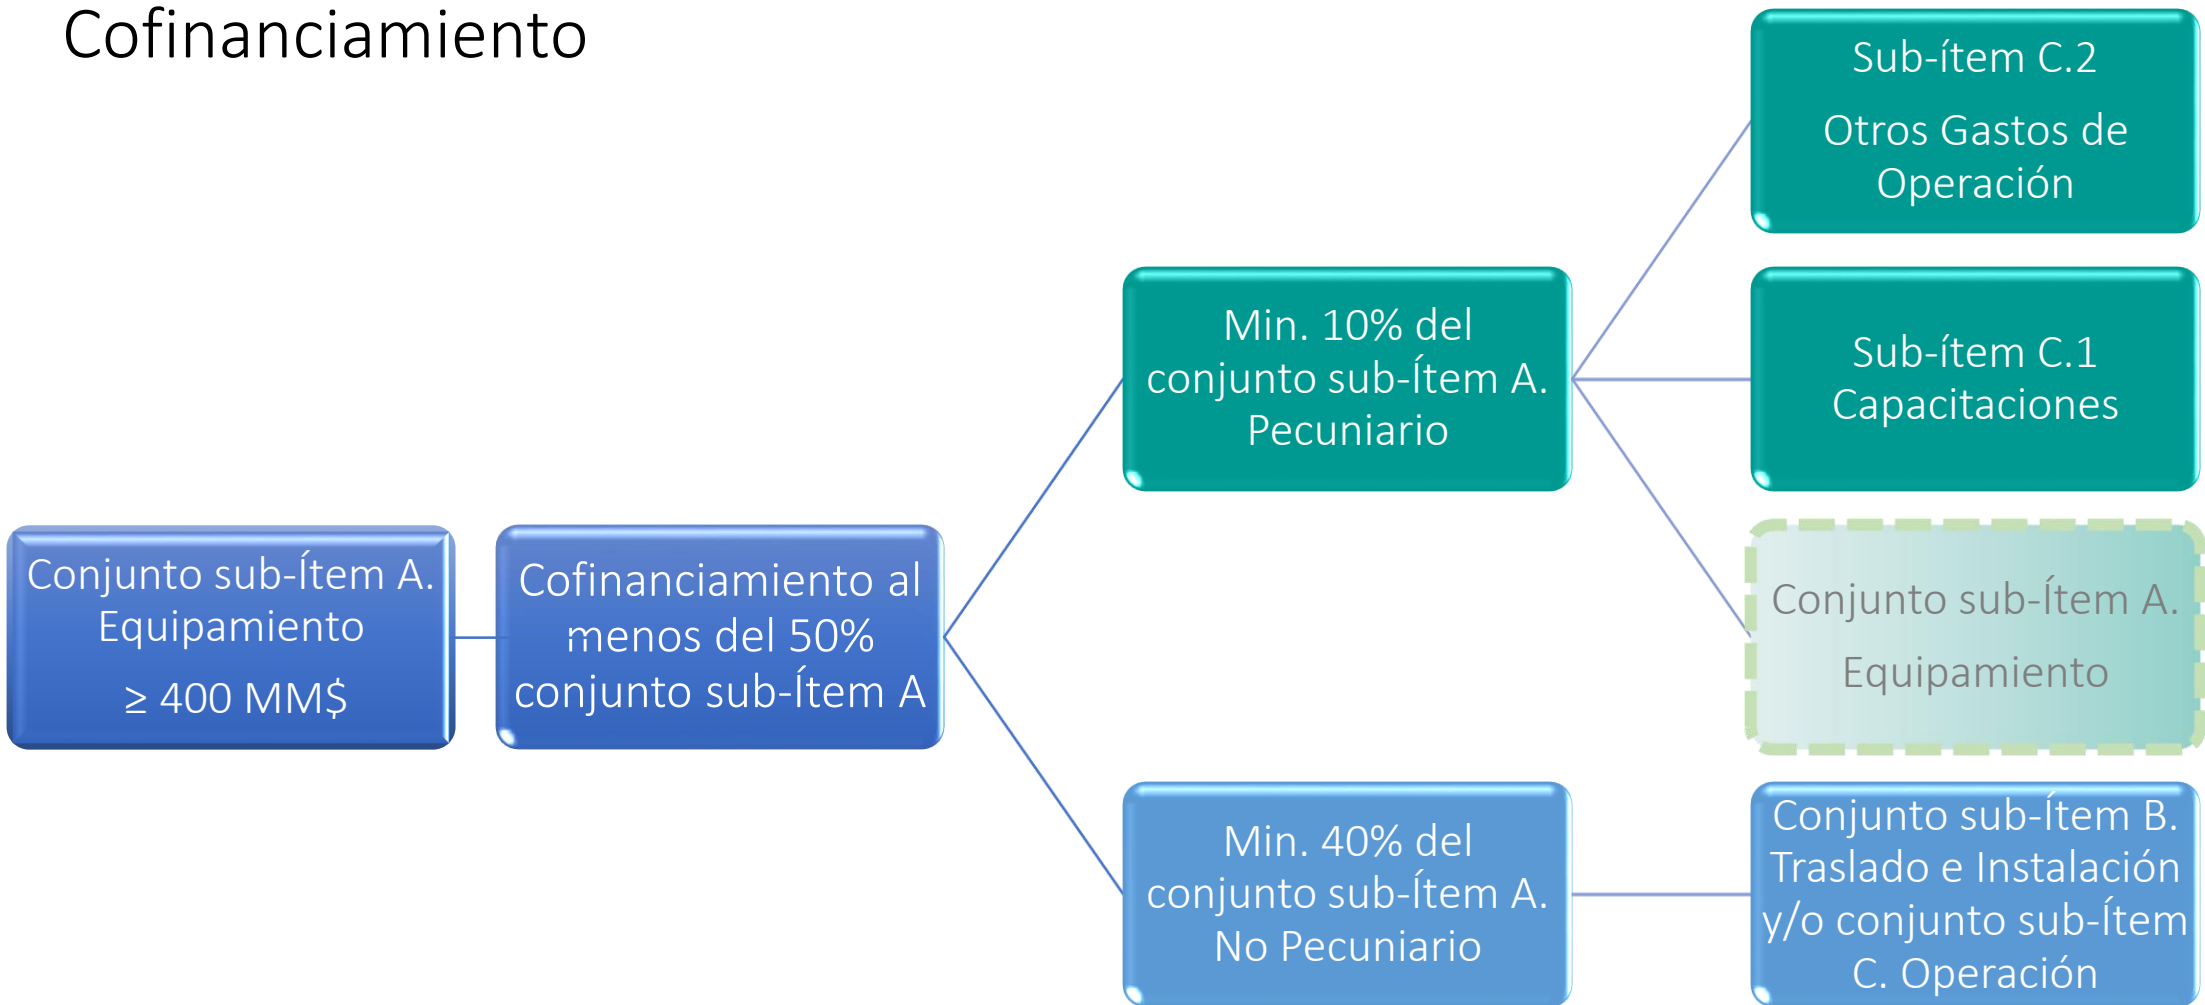 Cofinanciamiento
Conjunto sub-Ítem A.
Equipamiento
≥ 400 MM$
Cofinanciamiento al
menos del 50%
conjunto sub-Ítem A
Min. 10% del
conjunto sub-Ítem A.
Pecuniario
Sub-ítem C.2
Otros Gastos de
Operación
Sub-ítem C.1
Capacitaciones
Conjunto sub-Ítem A.
Equipamiento
Min. 40% del
conjunto sub-Ítem A.
No Pecuniario
Conjunto sub-Ítem B.
Traslado e Instalación
y/o conjunto sub-Ítem
C. Operación